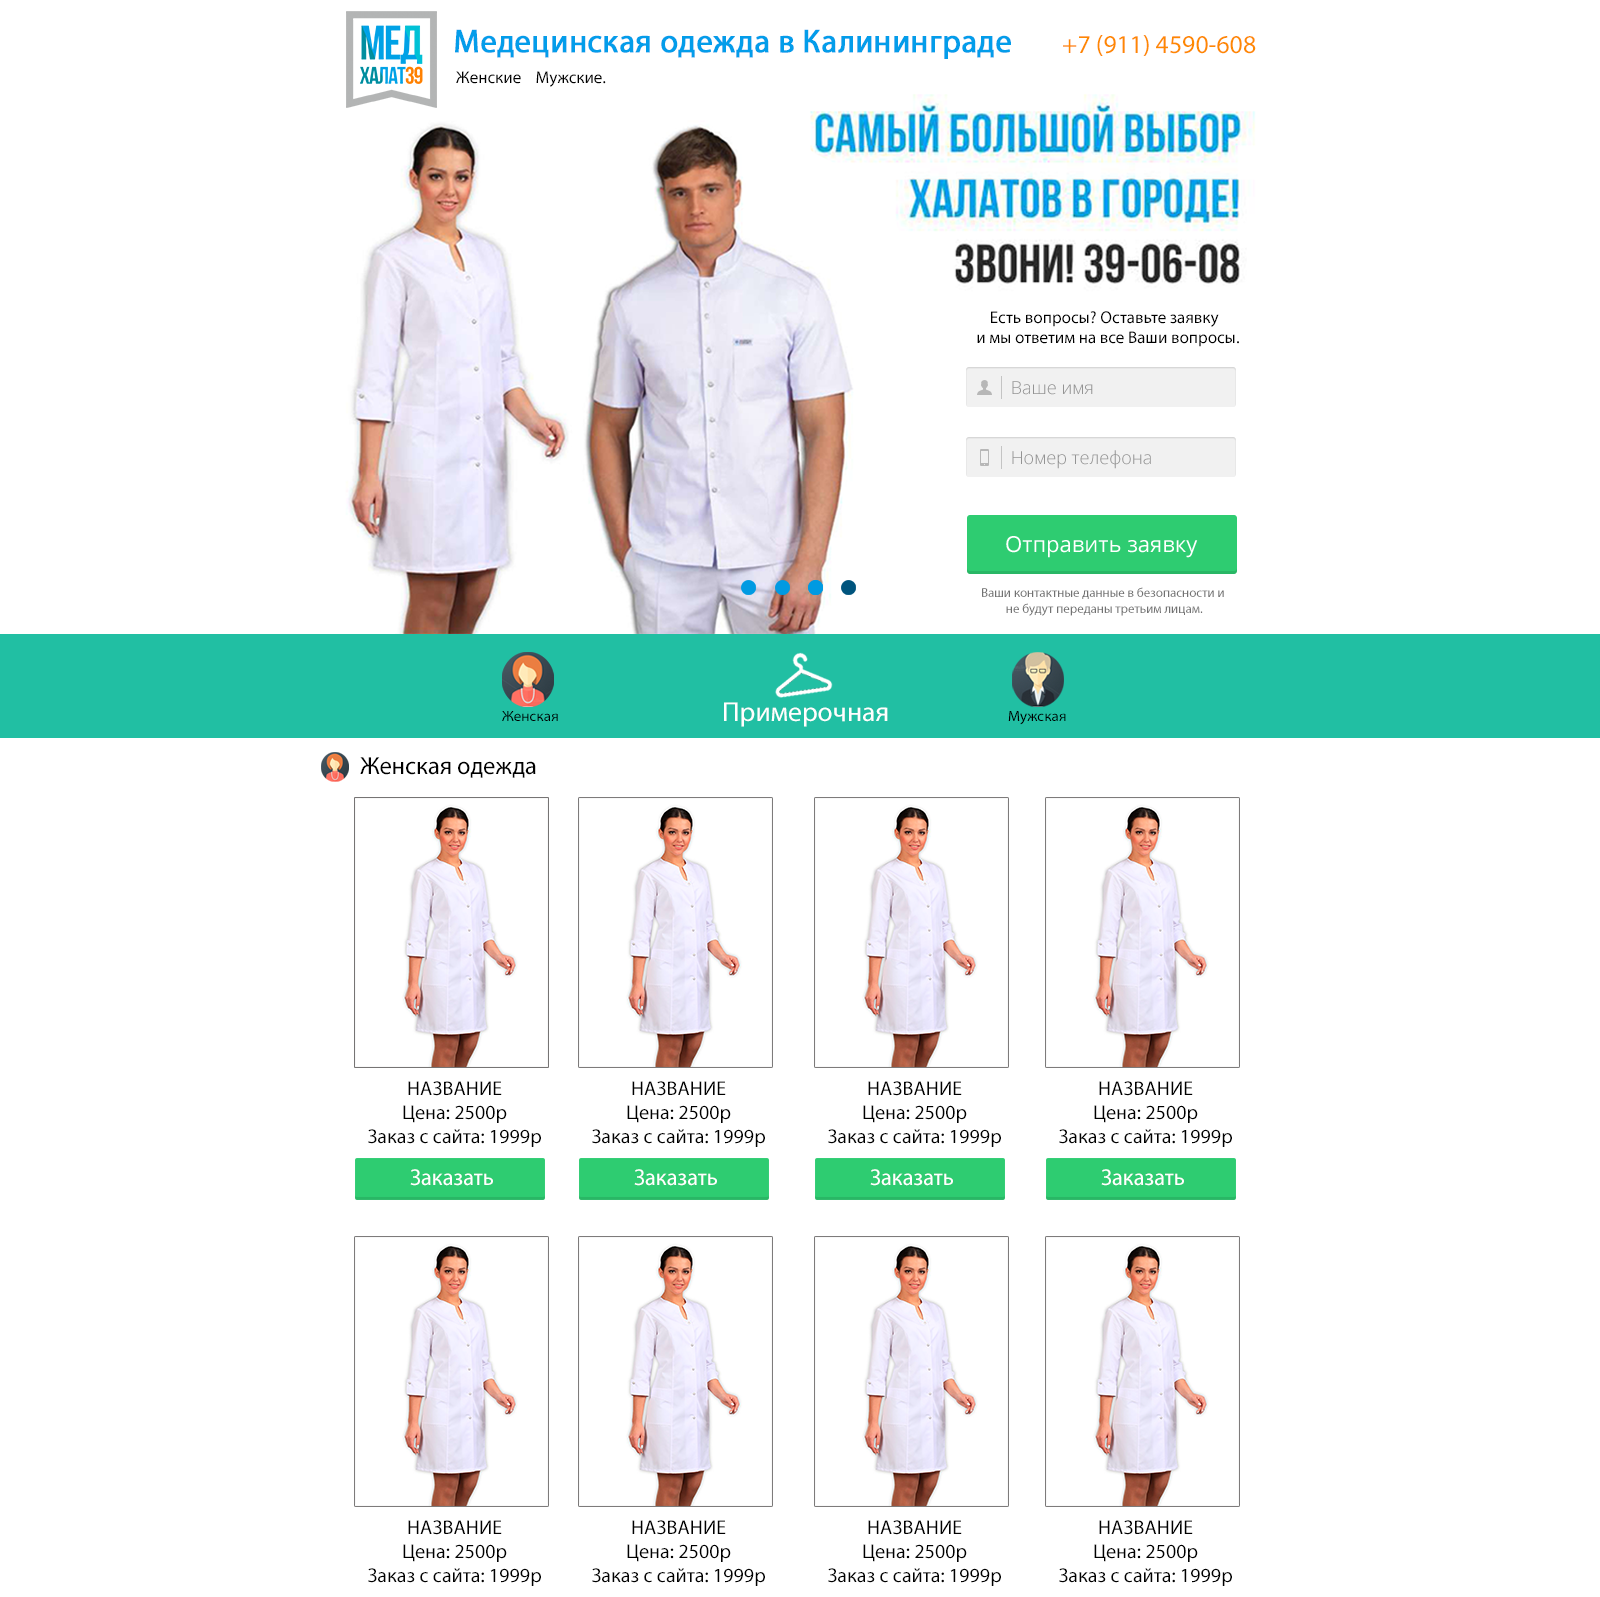 МЕД
ХАЛАТ39
Медецинская одежда в Калининграде
+7 (911) 4590-608
Женские Мужские.
САМЫЙ БОЛЬШОЙ ВЫБОР
ХАЛАТОВ В ГОРОДЕ!
ЗВОНИ! 39-06-08
Есть вопросы? Оставьте заявку
и мы ответим на все Ваши вопросы.
Ваше имя
Номер телефона
Отправить заявку
Ваши контактные данные в безопасности и
не будут переданы третьим лицам.
Женская
Примерочная
Мужская
Женская одежда
НАЗВАНИЕ НАЗВАНИЕ НАЗВАНИЕ НАЗВАНИЕ
Цена: 2500р Цена: 2500р Цена: 2500р Цена: 2500р
Заказ с сайта: 1999р Заказ с сайта: 1999р Заказ с сайта: 1999р Заказ с сайта: 1999р
Заказать Заказать Заказать Заказать
НАЗВАНИЕ НАЗВАНИЕ НАЗВАНИЕ НАЗВАНИЕ
Цена: 2500р Цена: 2500р Цена: 2500р Цена: 2500р
Заказ с сайта: 1999р Заказ с сайта: 1999р Заказ с сайта: 1999р Заказ с сайта: 1999р